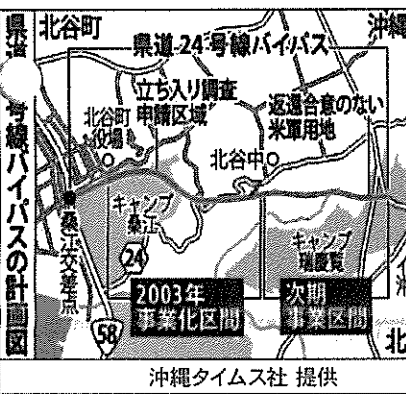 県道
号線バイパスの計画図
北谷町
沖縄
県道24号線バイパス
立ち入り調査
申請区域
返還合意のない
米軍用地
北谷町
役場
北谷中
キャンプ
桑江
桑江交差点
24
キャンプ
瑞慶覧
2003年
事業化区間
次期
事業区間
58
北
沖縄タイムス社 提供